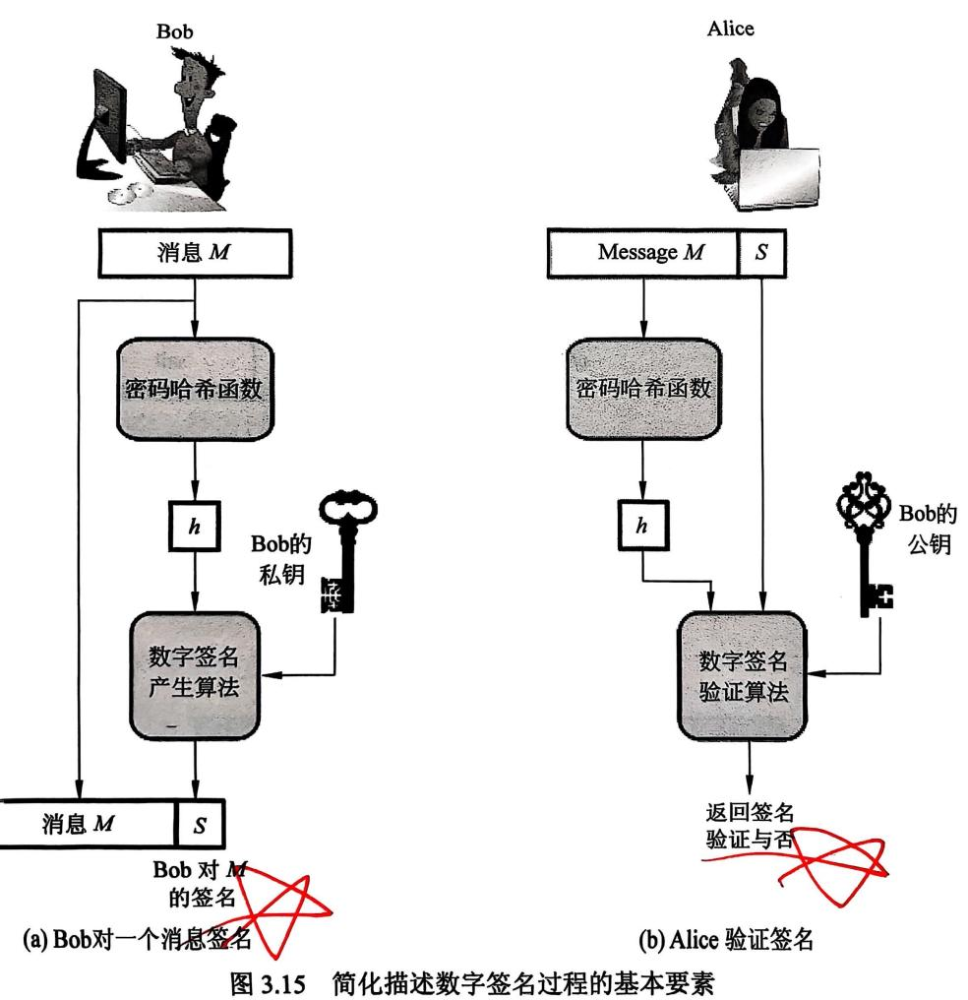 Bob
消息 M
密码哈希函数
h
Bob的
私钥
数字签名
产生算法
消息 M
S
Bob 对 M
的签名
(a) Bob对一个消息签名
Alice
Message M
S
密码哈希函数
h
Bob的
公钥
数字签名
验证算法
返回签名
验证与否
(b) Alice 验证签名
图 3.15 简化描述数字签名过程的基本要素